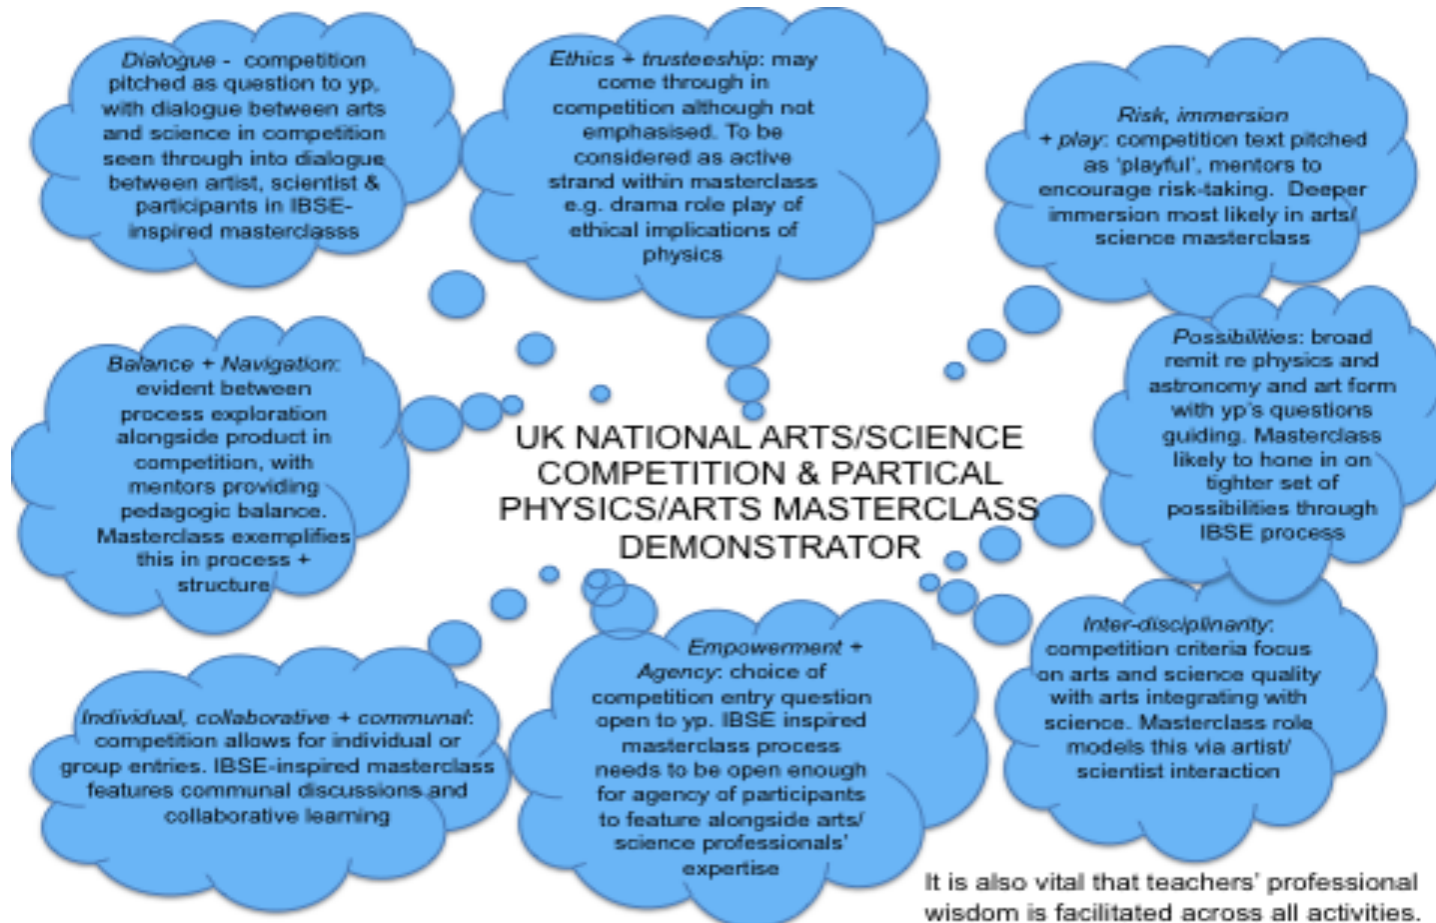 Dialogue - competition
pitched as question to yp,
with dialogue between arts
and science in competition
seen through into dialogue
between artist, scientist &
participants in IBSE-
inspired masterclasss
Ethics + trusteeship: may
come through in
competition although not
emphasised. To be
considered as active
strand within masterclass
e.g. drama role play of
ethical implications of
physics
Risk, immersion
+ play: competition text pitched
as ‘playful’, mentors to
encourage risk-taking. Deeper
immersion most likely in arts/
science masterclass
Balance + Navigation:
evident between
process exploration
alongside product in
competition, with
mentors providing
pedagogic balance.
Masterclass exemplifies
this in process +
structure
UK NATIONAL ARTS/SCIENCE
COMPETITION & PARTICAL
PHYSICS/ARTS MASTERCLASS
DEMONSTRATOR
Possibilities: broad
remit re physics and
astronomy and art form
with yp's questions
guiding. Masterclass
likely to hone in on
tighter set of
possibilities through
IBSE process
Individual, collaborative + communal:
competition allows for individual or
group entries. IBSE-inspired masterclass
features communal discussions and
collaborative learning
Empowerment +
Agency: choice of
competition entry question
open to yp. IBSE inspired
masterclass process
needs to be open enough
for agency of participants
to feature alongside arts/
science professionals’
expertise
Inter-disciplinarity:
competition criteria focus
on arts and science quality
with arts integrating with
science. Masterclass role
models this via artist/
scientist interaction
It is also vital that teachers’ professional
wisdom is facilitated across all activities.